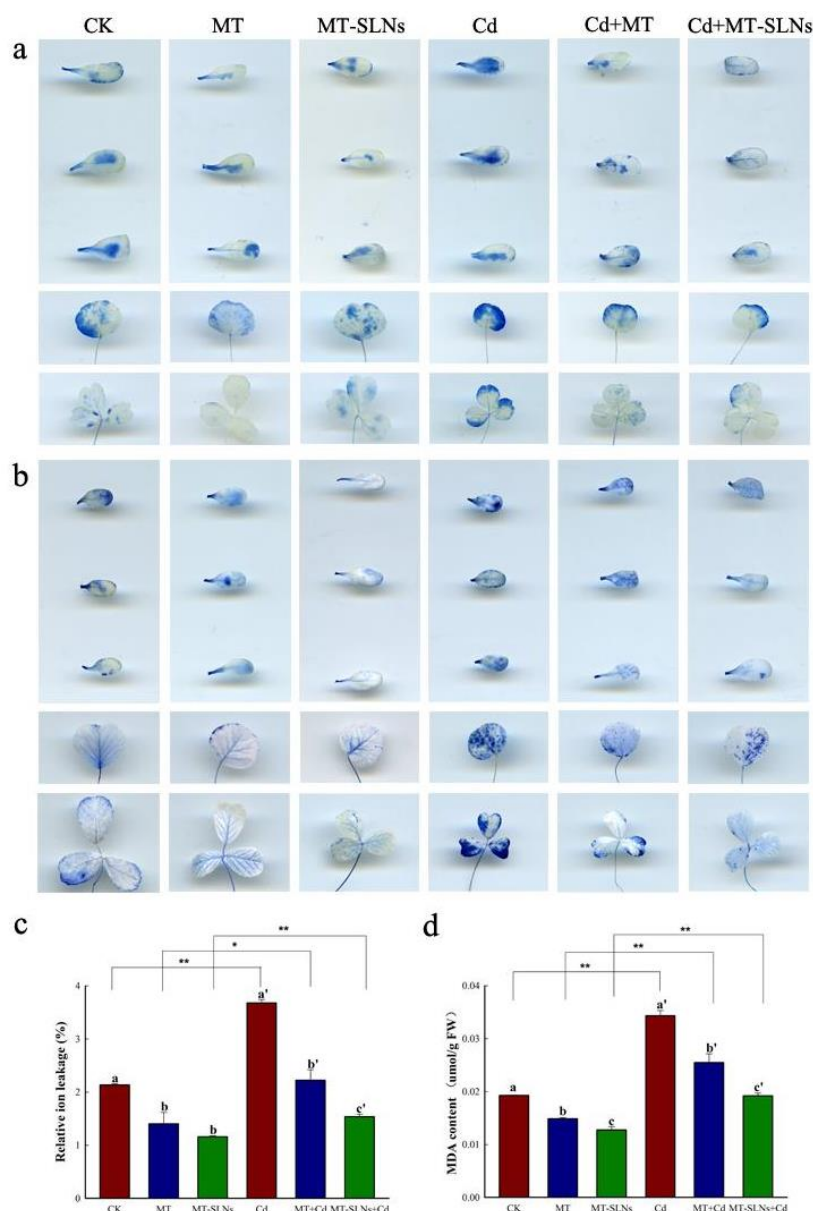 CK MT MT-SLNs Cd Cd+MT Cd+MT-SLNs
a
b
c
d
**
*
**
**
**
**
Relative ion leakage (%)
4
3
2
1
0
a
b
b
a'
b'
c'
CK MT MT-SLNs Cd MT+Cd MT-SLNs+Cd
MDA content (umol/g FW)
0.04
0.03
0.02
0.01
0.00
a
b
c
a'
b'
c'
CK MT MT-SLNs Cd MT+Cd MT-SLNs+Cd